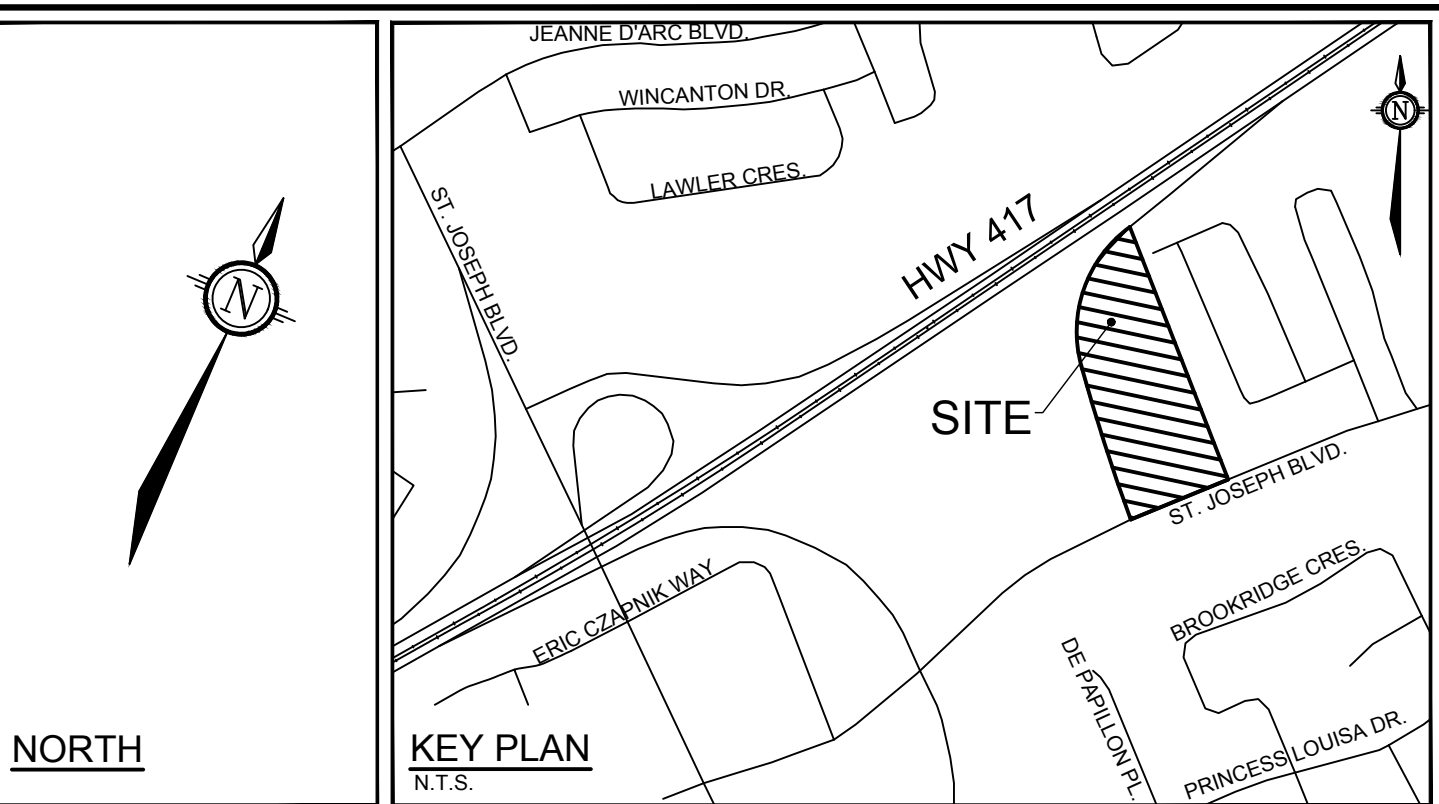 N
NORTH
JEANNE D'ARC BLVD.
WINCANTON DR.
LAWLER CRES.
N
ST. JOSEPH BLVD.
HWY 417
SITE
ST. JOSEPH BLVD.
ERIC CZAPNIK WAY
BROOKRIDGE CRES.
DE PAPILLON PL.
PRINCESS LOUISA DR.
KEY PLAN
N.T.S.